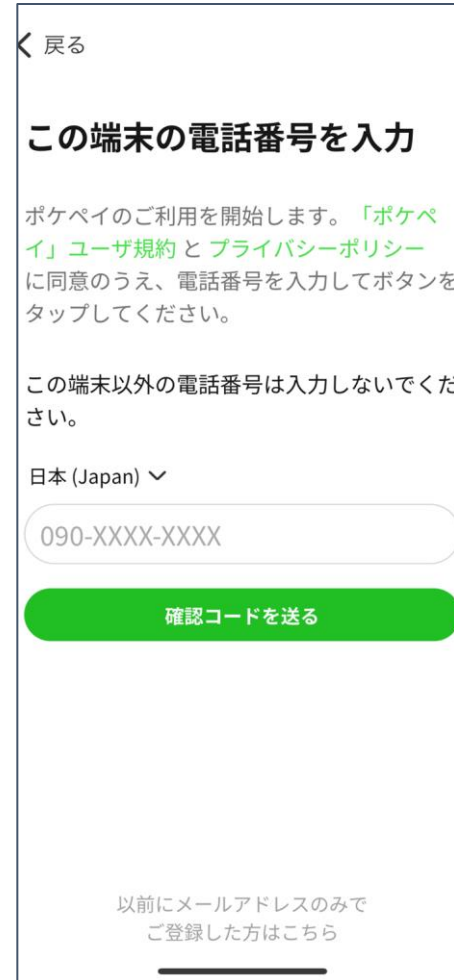 戻る
この端末の電話番号を入力
ポケペイのご利用を開始します。「ポケペ
イ」ユーザ規約 と プライバシーポリシー
に同意のうえ、電話番号を入力してボタンを
タップしてください。
この端末以外の電話番号は入力しないでくだ
さい。
日本 (Japan)
090-XXXX-XXXX
確認コードを送る
以前にメールアドレスのみで
ご登録した方はこちら